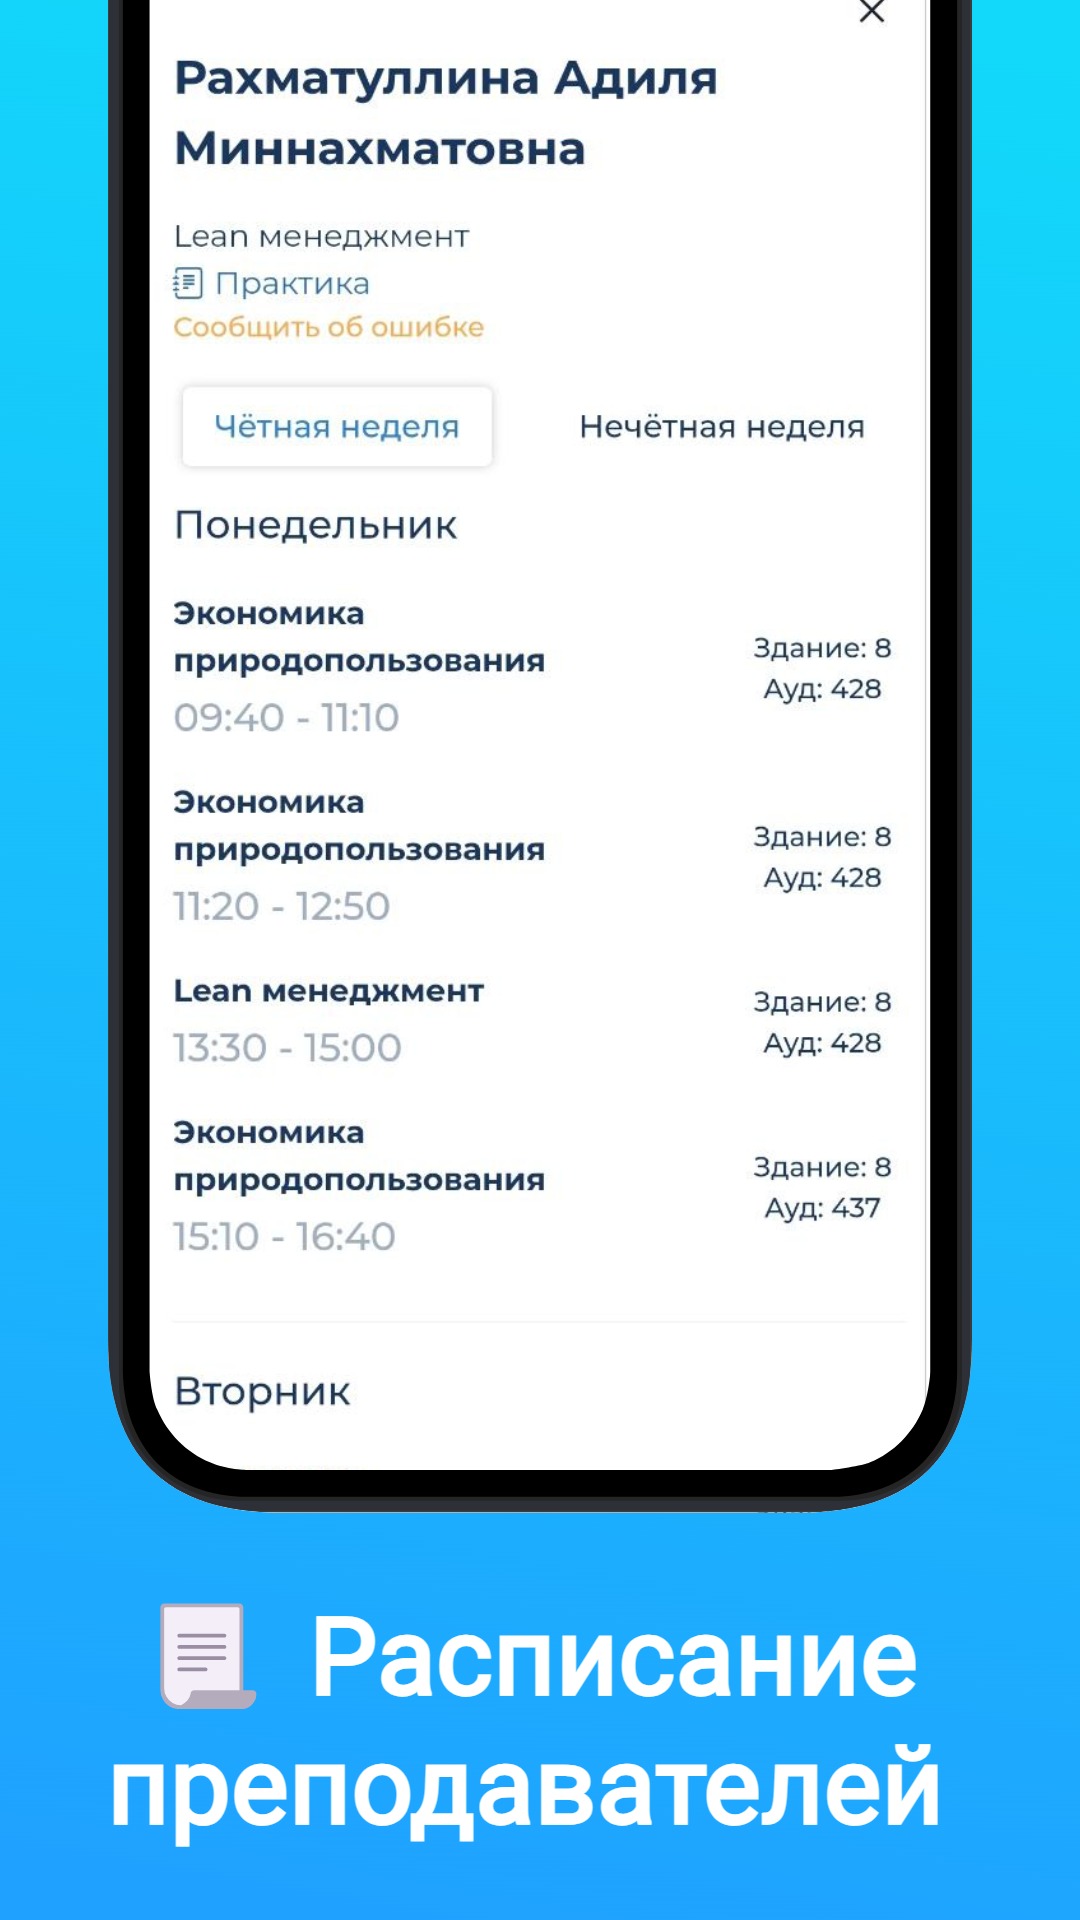 Рахматуллина Адиля
Миннахматовна
Lean менеджмент
Практика
Сообщить об ошибке
Чётная неделя
Нечётная неделя
Понедельник
Экономика
природопользования
09:40 - 11:10
Здание: 8
Ауд: 428
Экономика
природопользования
11:20 - 12:50
Здание: 8
Ауд: 428
Lean менеджмент
13:30 - 15:00
Здание: 8
Ауд: 428
Экономика
природопользования
15:10 - 16:40
Здание: 8
Ауд: 437
Вторник
Расписание
преподавателей